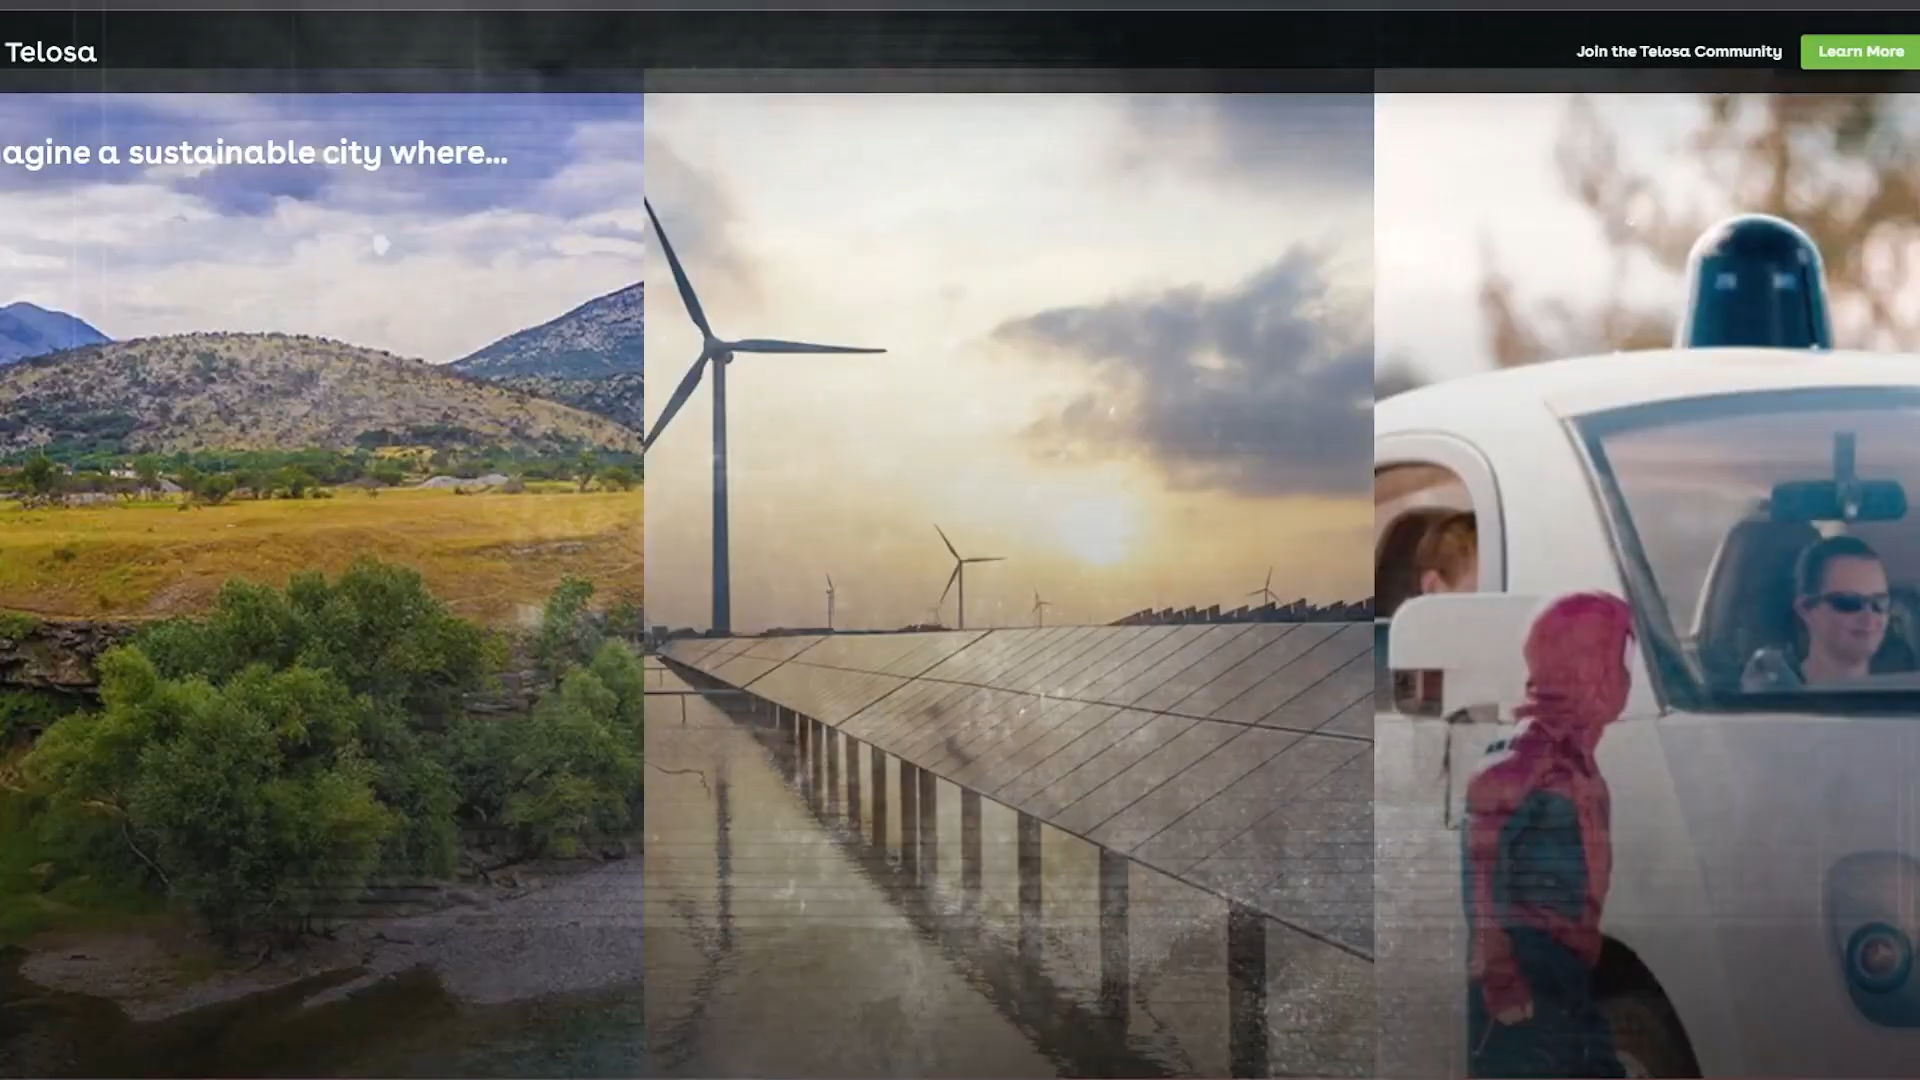 Telosa
Join the Telosa Community
Learn More
agine a sustainable city where...